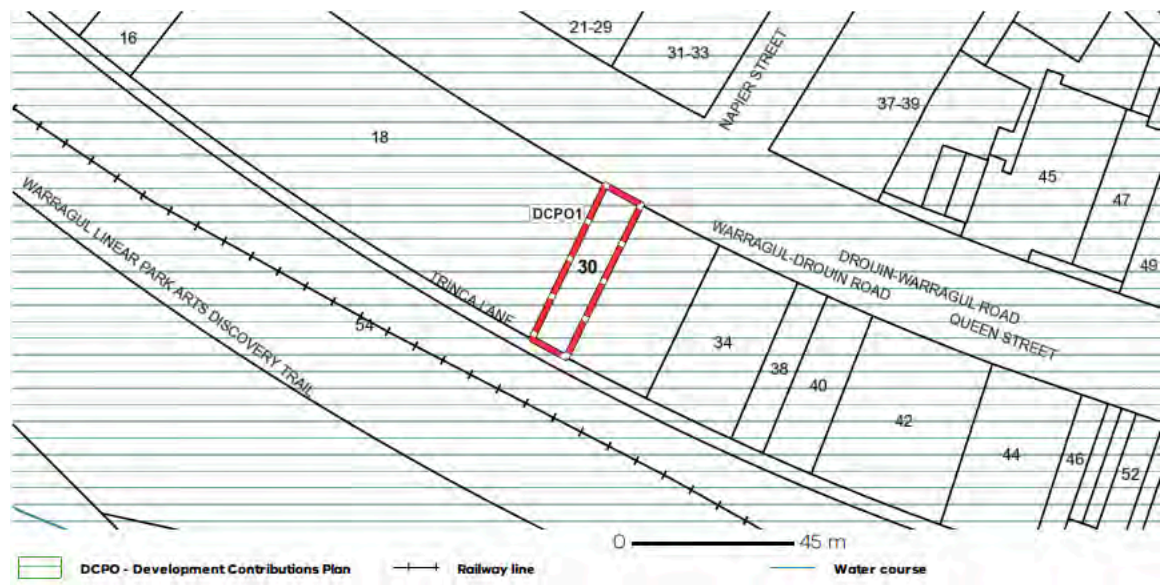 16
21-29
31-33
NAPIER STREET
37-39
18
45
47
49
DCPO1
30
WARRAGUL LINEAR PARK ARTS DISCOVERY TRAIL
TRINCA LANE
54
WARRAGUL-DROUIN ROAD
DROUIN-WARRAGUL ROAD
QUEEN STREET
34
38
40
42
44
46
52
0 45 m
DCPO - Development Contributions Plan Railway line Water course